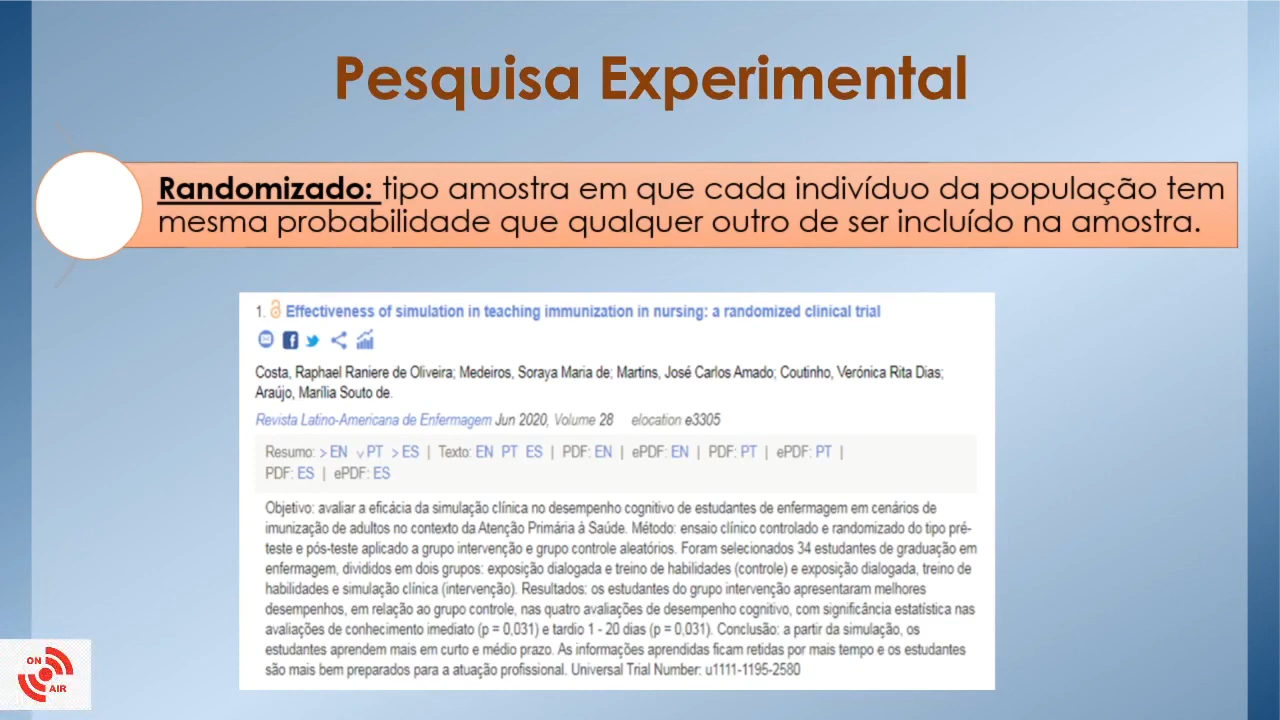 Pesquisa Experimental
Randomizado: tipo amostra em que cada indivíduo da população tem
mesma probabilidade que qualquer outro de ser incluído na amostra.
1. Effectiveness of simulation in teaching immunization in nursing: a randomized clinical trial
Costa, Raphael Raniere de Oliveira; Medeiros, Soraya Maria de; Martins, José Carlos Amado; Coutinho, Verónica Rita Dias;
Araújo, Marília Souto de.
Revista Latino-Americana de Enfermagem Jun 2020, Volume 28 elocation e3305
Resumo: > EN v PT > ES | Texto: EN PT ES | PDF: EN | ePDF: EN | PDF: PT | ePDF: PT |
PDF: ES | ePDF: ES
Objetivo: avaliar a eficácia da simulação clínica no desempenho cognitivo de estudantes de enfermagem em cenários de
imunização de adultos no contexto da Atenção Primária à Saúde. Método: ensaio clínico controlado e randomizado do tipo pré-
teste e pós-teste aplicado a grupo intervenção e grupo controle aleatórios. Foram selecionados 34 estudantes de graduação em
enfermagem, divididos em dois grupos: exposição dialogada e treino de habilidades (controle) e exposição dialogada, treino de
habilidades e simulação clínica (intervenção). Resultados: os estudantes do grupo intervenção apresentaram melhores
desempenhos, em relação ao grupo controle, nas quatro avaliações de desempenho cognitivo, com significância estatística nas
avaliações de conhecimento imediato (p = 0,031) e tardio 1 - 20 dias (p = 0,031). Conclusão: a partir da simulação, os
estudantes aprendem mais em curto e médio prazo. As informações aprendidas ficam retidas por mais tempo e os estudantes
são mais bem preparados para a atuação profissional. Universal Trial Number: u1111-1195-2580
ON
AIR